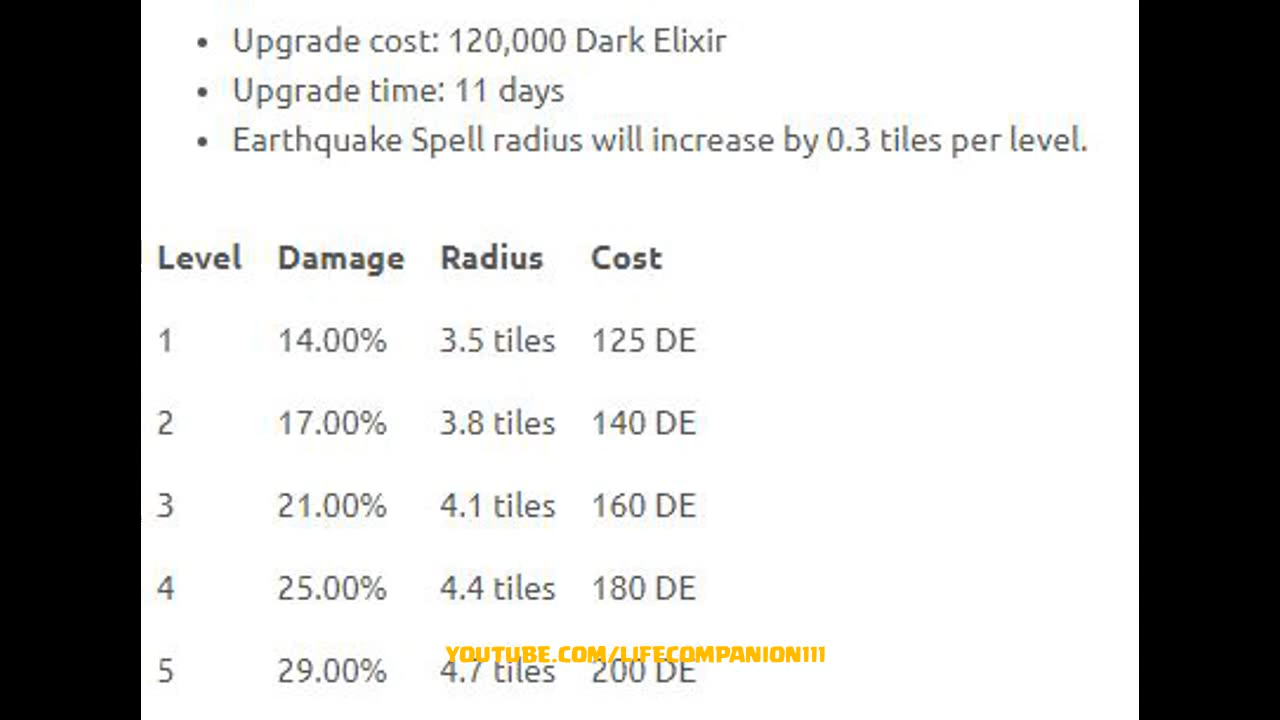 • Upgrade cost: 120,000 Dark Elixir
• Upgrade time: 11 days
• Earthquake Spell radius will increase by 0.3 tiles per level.
Level Damage Radius Cost
1 14.00% 3.5 tiles 125 DE
2 17.00% 3.8 tiles 140 DE
3 21.00% 4.1 tiles 160 DE
4 25.00% 4.4 tiles 180 DE
YOUTUBE.COM/LIFECOMPANION111
5 29.00% 4.7 tiles 200 DE